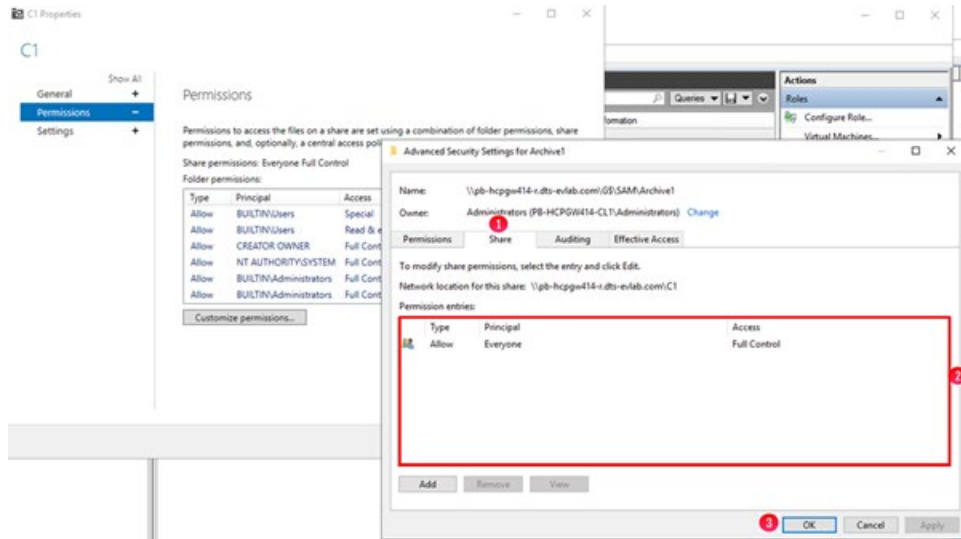 C1 Properties
C1
Show All
General +
Permissions -
Settings +
Permissions
Permissions to access the files on a share are set using a combination of folder permissions, share
permissions, and, optionally, a central access
Share permissions: Everyone Full Control
Folder permissions:
Type Principal Access
Allow BUILTIN\Users Special
Allow BUILTIN\Users Read &
Allow CREATOR OWNER Full
Allow NT AUTHORITY\SYSTEM Full
Allow BUILTIN\Administrators Full
Allow BUILTIN\Administrators Full
Customize permissions...
Queries
Actions
Roles
Configure Role...
Virtual Machines...
Advanced Security Settings for Archive1
Name: \\pb-hcpgw414-r.dts-evlab.com\G$\SAM\Archive1
Owner: Administrators (PB-HCPGW414-CL1\Administrators) Change
1
Permissions Share Auditing Effective Access
To modify share permissions, select the entry and click Edit.
Network location for this share: \\pb-hcpgw414-r.dts-evlab.com\C1
Permission entries:
Type Principal Access
Allow Everyone Full Control
2
Add Remove View
3 OK Cancel Apply